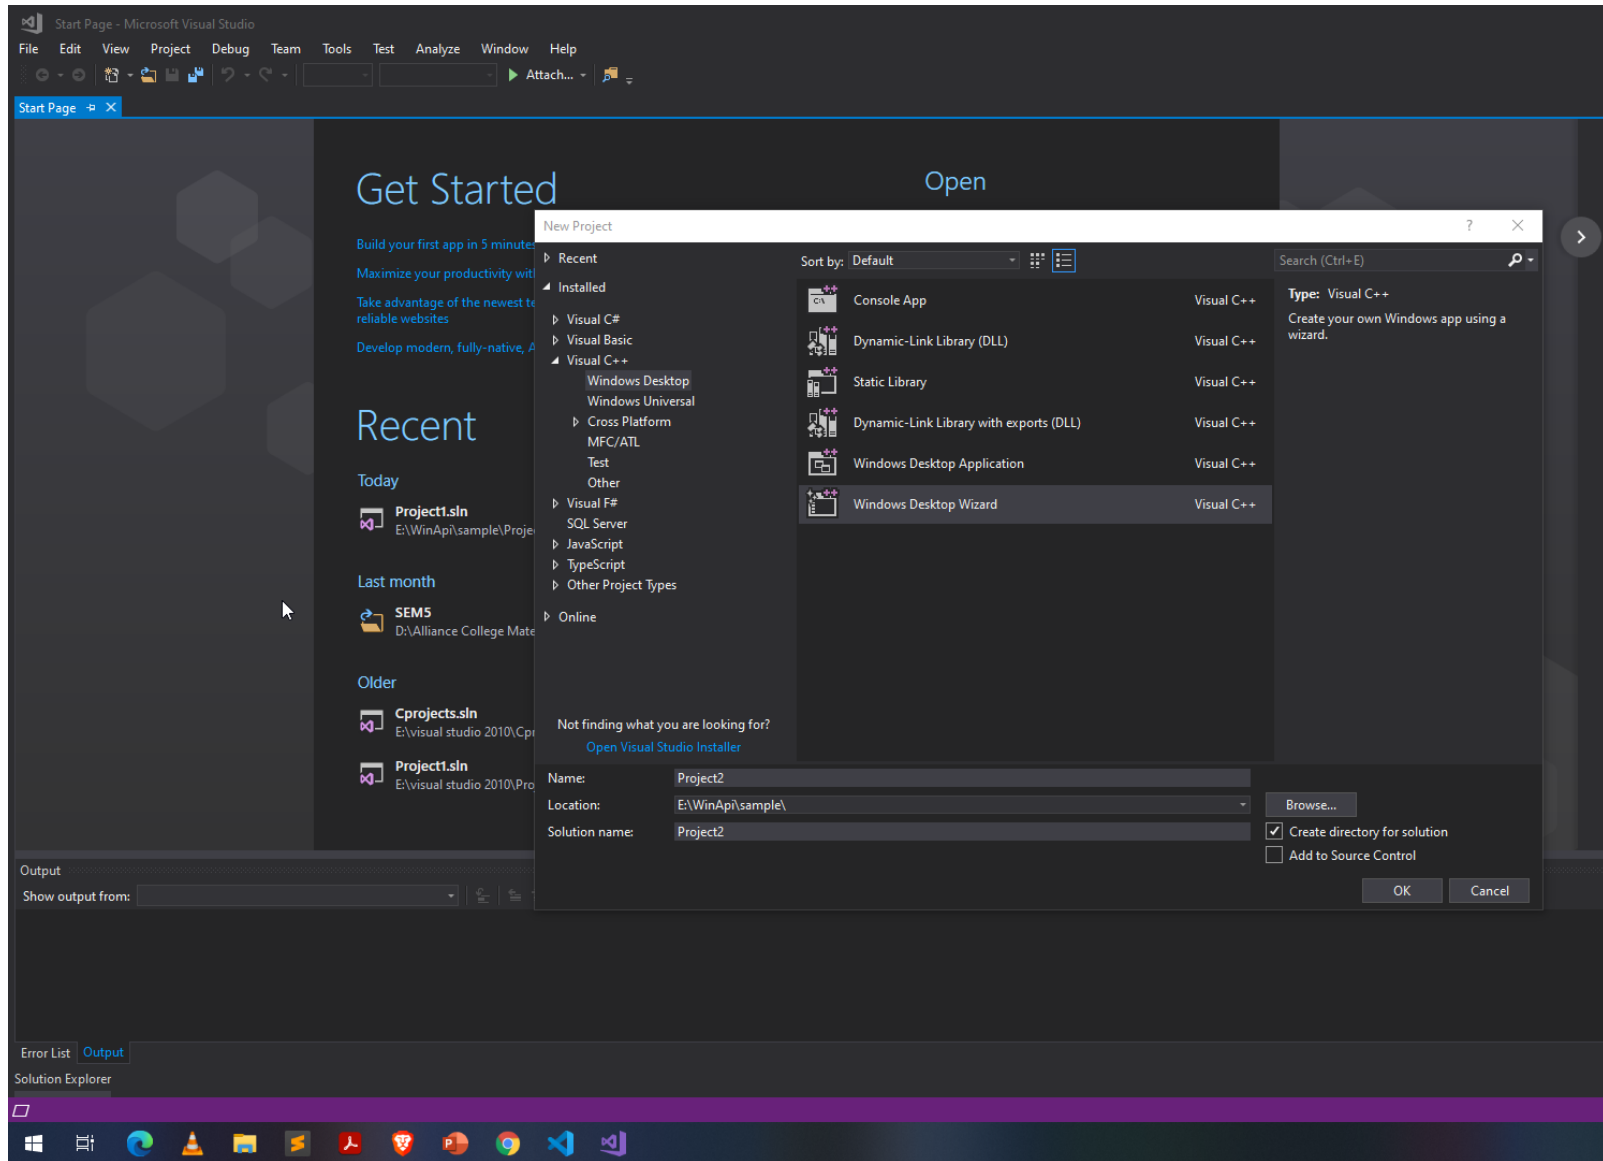 Start Page - Microsoft Visual Studio
File Edit View Project Debug Team Tools Test Analyze Window Help
Attach...
Start Page
Get Started
Build your first app in 5 minutes
Maximize your productivity
Take advantage of the newest
reliable websites
Develop modern, fully-native,
Recent
Today
Project1.sln
E:\WinApi\sample\Proje
Last month
SEM5
D:\Alliance College Mate
Older
Cprojects.sln
E:\visual studio 2010\Cpr
Project1.sln
E:\visual studio 2010\Pro
Open
New Project
?
Recent
Installed
Visual C#
Visual Basic
Visual C++
Windows Desktop
Windows Universal
Cross Platform
MFC/ATL
Test
Other
Visual F#
SQL Server
JavaScript
TypeScript
Other Project Types
Online
Not finding what you are looking for?
Open Visual Studio Installer
Sort by: Default
Console App Visual C++
Dynamic-Link Library (DLL) Visual C++
Static Library Visual C++
Dynamic-Link Library with exports (DLL) Visual C++
Windows Desktop Application Visual C++
Windows Desktop Wizard Visual C++
Search (Ctrl+E)
Type: Visual C++
Create your own Windows app using a
wizard.
Name: Project2
Location: E:\WinApi\sample\
Browse...
Solution name: Project2
Create directory for solution
Add to Source Control
OK Cancel
Output
Show output from:
Error List Output
Solution Explorer